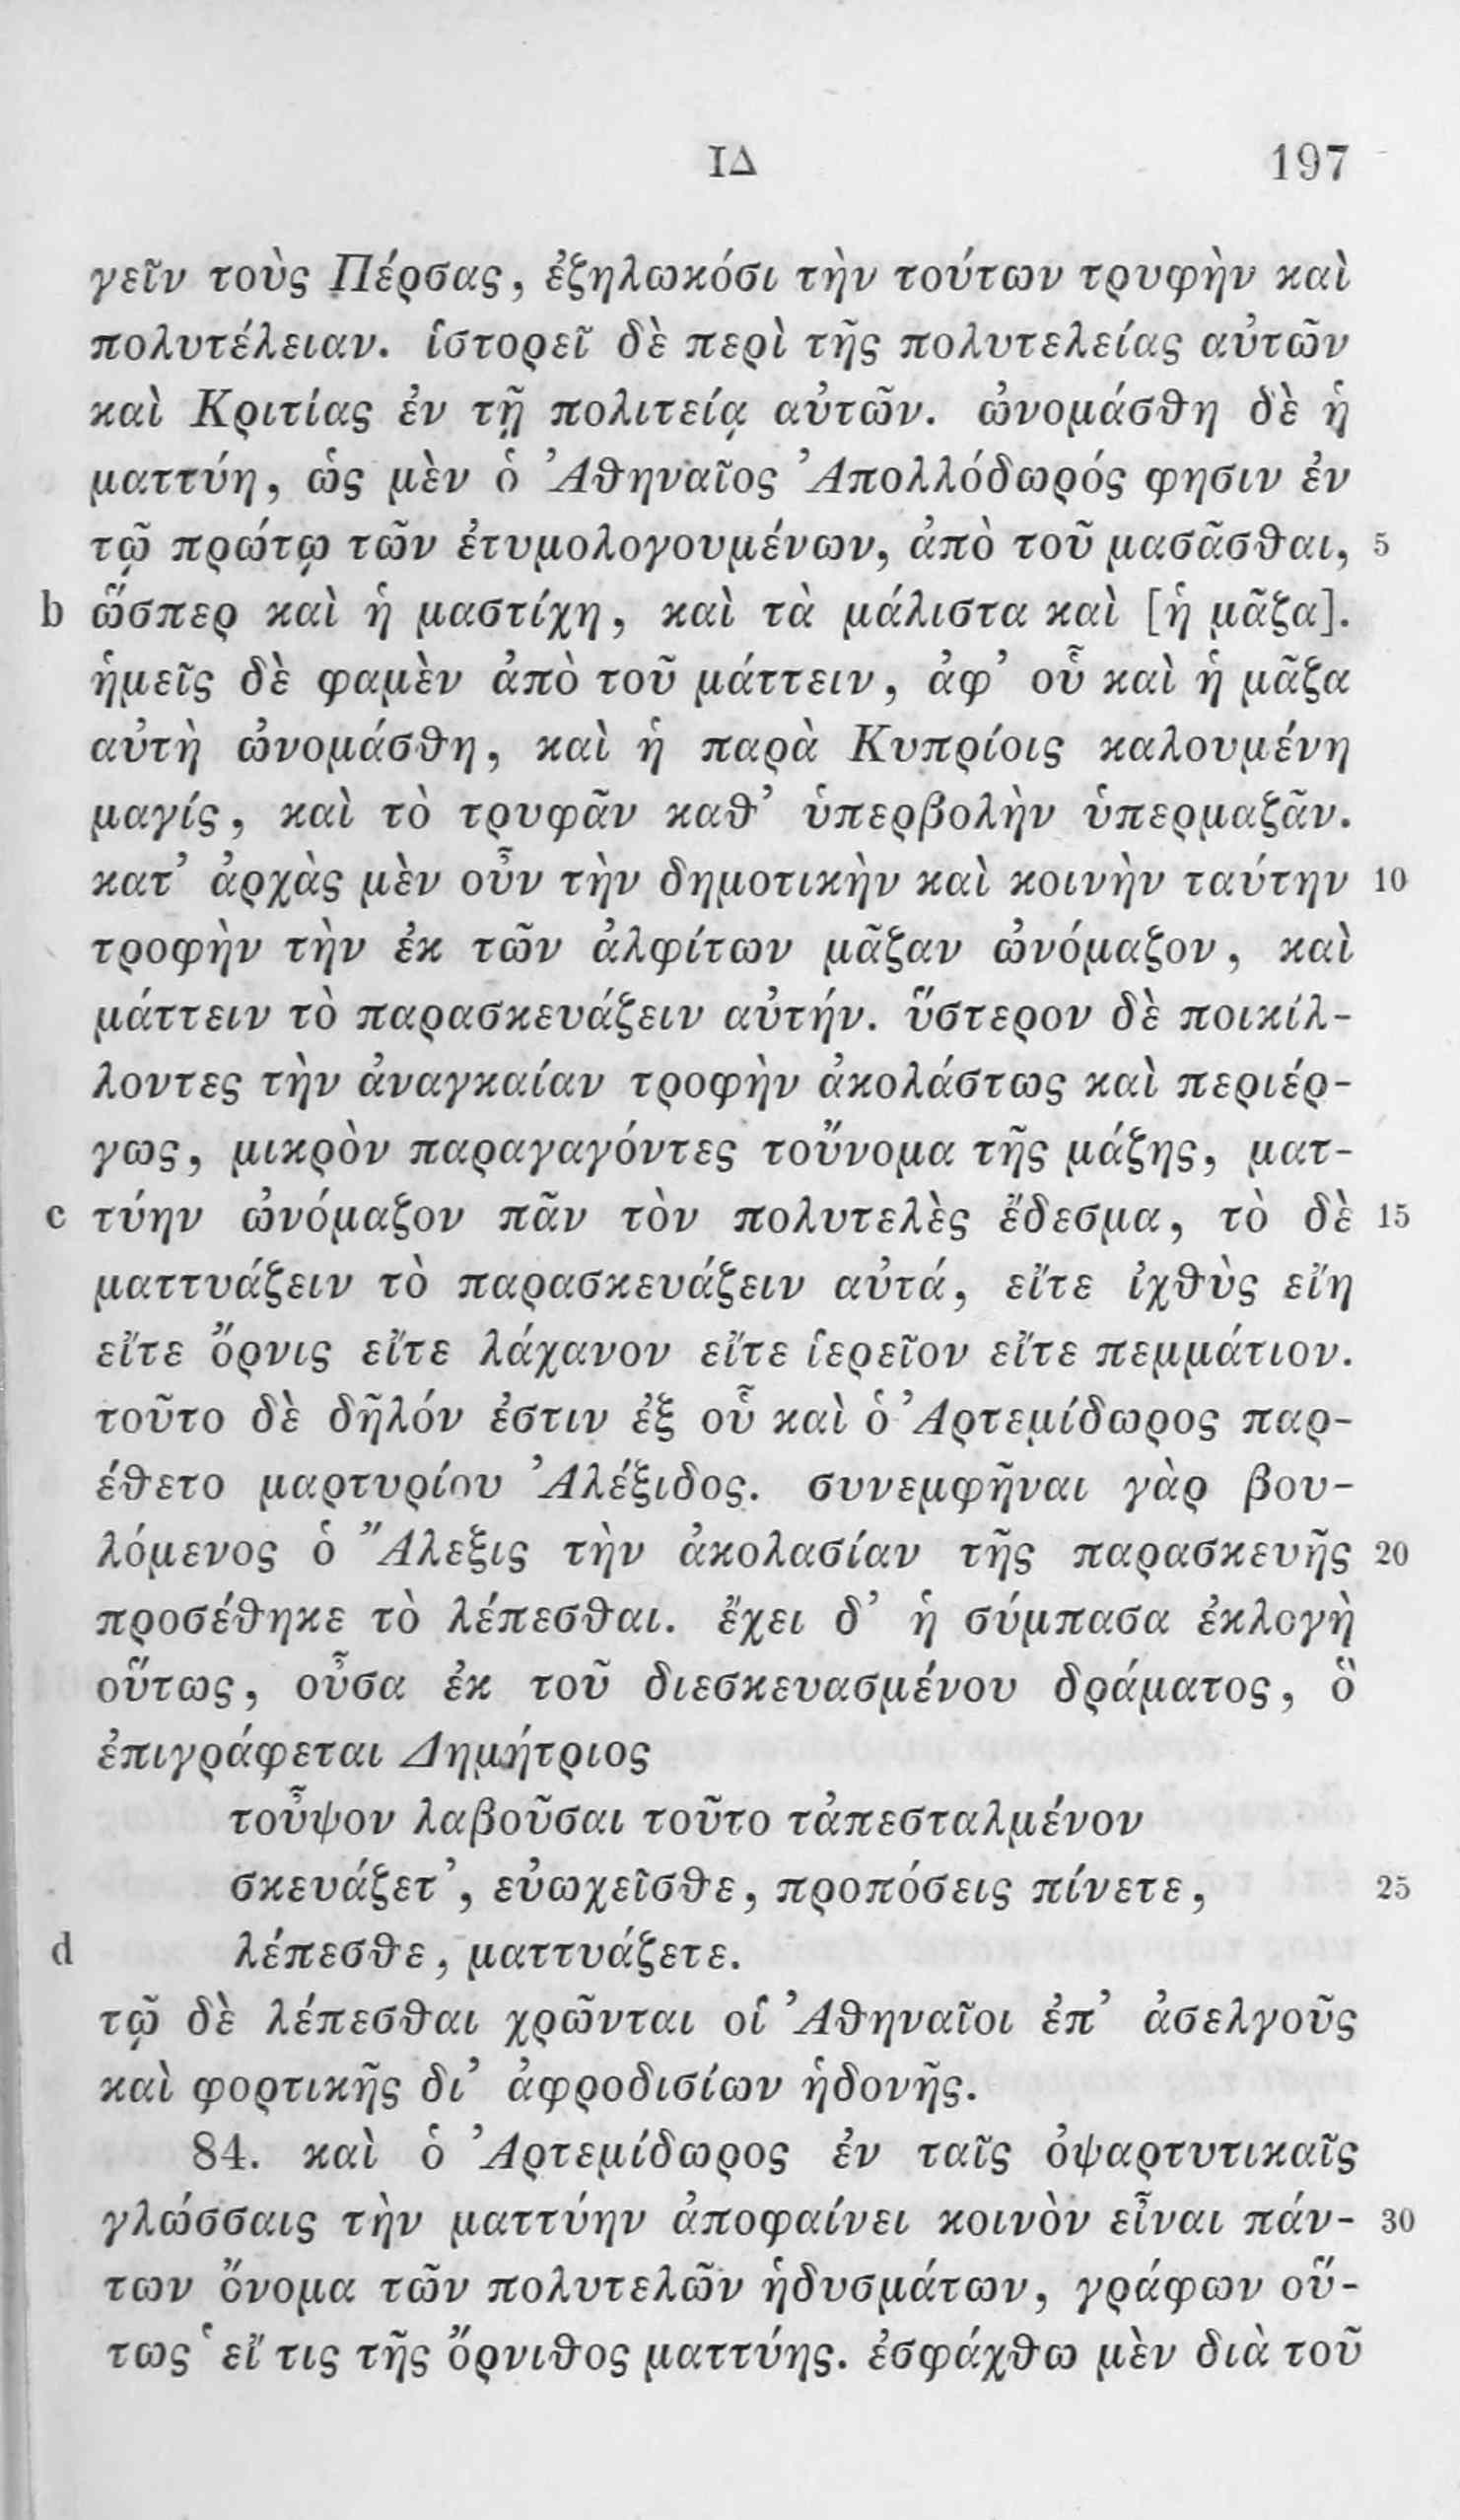 ΙΔ 197
γεῖν τοὺς Πέρσας, ἐζηλωκόσι τὴν τούτων τρυφὴν καὶ
πολυτέλειαν. ἱστορεῖ δὲ περὶ τῆς πολυτελείας αὐτῶν
καὶ Κριτίας ἐν τῇ πολιτείᾳ αὐτῶν. ὠνομάσθη δὲ ἡ
ματτύη, ὡς μὲν ὁ Ἀθηναῖος Ἀπολλόδωρός φησιν ἐν
τῷ πρώτῳ τῶν ἐτυμολογουμένων, ἀπὸ τοῦ μασᾶσθαι, 5
b ὥσπερ καὶ ἡ μαστίχη, καὶ τὰ μάλιστα καὶ [ἡ μᾶζα].
ἡμεῖς δὲ φαμὲν ἀπὸ τοῦ μάττειν, ἀφ᾽ οὗ καὶ ἡ μᾶζα
αὐτὴ ὠνομάσθη, καὶ ἡ παρὰ Κυπρίοις καλουμένη
μαγίς, καὶ τὸ τρυφᾶν καθ᾽ ὑπερβολὴν ὑπερμαζᾶν.
κατ᾽ ἀρχὰς μὲν οὖν τὴν δημοτικὴν καὶ κοινὴν ταύτην 10
τροφὴν τὴν ἐκ τῶν ἀλφίτων μᾶζαν ὠνόμαζον, καὶ
μάττειν τὸ παρασκευάζειν αὐτήν. ὕστερον δὲ ποικίλ-
λοντες τὴν ἀναγκαίαν τροφὴν ἀκολάστως καὶ περιέρ-
γως, μικρὸν παραγαγόντες τοὔνομα τῆς μάζης, ματ-
c τύην ὠνόμαζον πᾶν τὸν πολυτελὲς ἔδεσμα, τὸ δὲ 15
ματτυάζειν τὸ παρασκευάζειν αὐτά, εἴτε ἰχθὺς εἴη
εἴτε ὄρνις εἴτε λάχανον εἴτε ἱερεῖον εἴτε πεμμάτιον.
τοῦτο δὲ δῆλόν ἐστιν ἐξ οὗ καὶ ὁ Ἀρτεμίδωρος παρ-
έθετο μαρτυρίου Ἀλέξιδος. συνεμφῆναι γὰρ βου-
λόμενος ὁ Ἄλεξις τὴν ἀκολασίαν τῆς παρασκευῆς 20
προσέθηκε τὸ λέπεσθαι. ἔχει δ᾽ ἡ σύμπασα ἐκλογὴ
οὕτως, οὖσα ἐκ τοῦ διεσκευασμένου δράματος, ὃ
ἐπιγράφεται Δημήτριος
τοὖψον λαβοῦσαι τοῦτο τἀπεσταλμένον
σκευάζετ᾽, εὐωχεῖσθε, προπόσεις πίνετε, 25
d λέπεσθε, ματτυάζετε.
τῷ δὲ λέπεσθαι χρῶνται οἱ Ἀθηναῖοι ἐπ᾽ ἀσελγοῦς
καὶ φορτικῆς δι᾽ ἀφροδισίων ἡδονῆς.
84. καὶ ὁ Ἀρτεμίδωρος ἐν ταῖς ὀψαρτυτικαῖς
γλώσσαις τὴν ματτύην ἀποφαίνει κοινὸν εἶναι πάν- 30
των ὄνομα τῶν πολυτελῶν ἡδυσμάτων, γράφων οὕ-
τως ῾εἴ τις τῆς ὄρνιθος ματτύης. ἐσφάχθω μὲν διὰ τοῦ